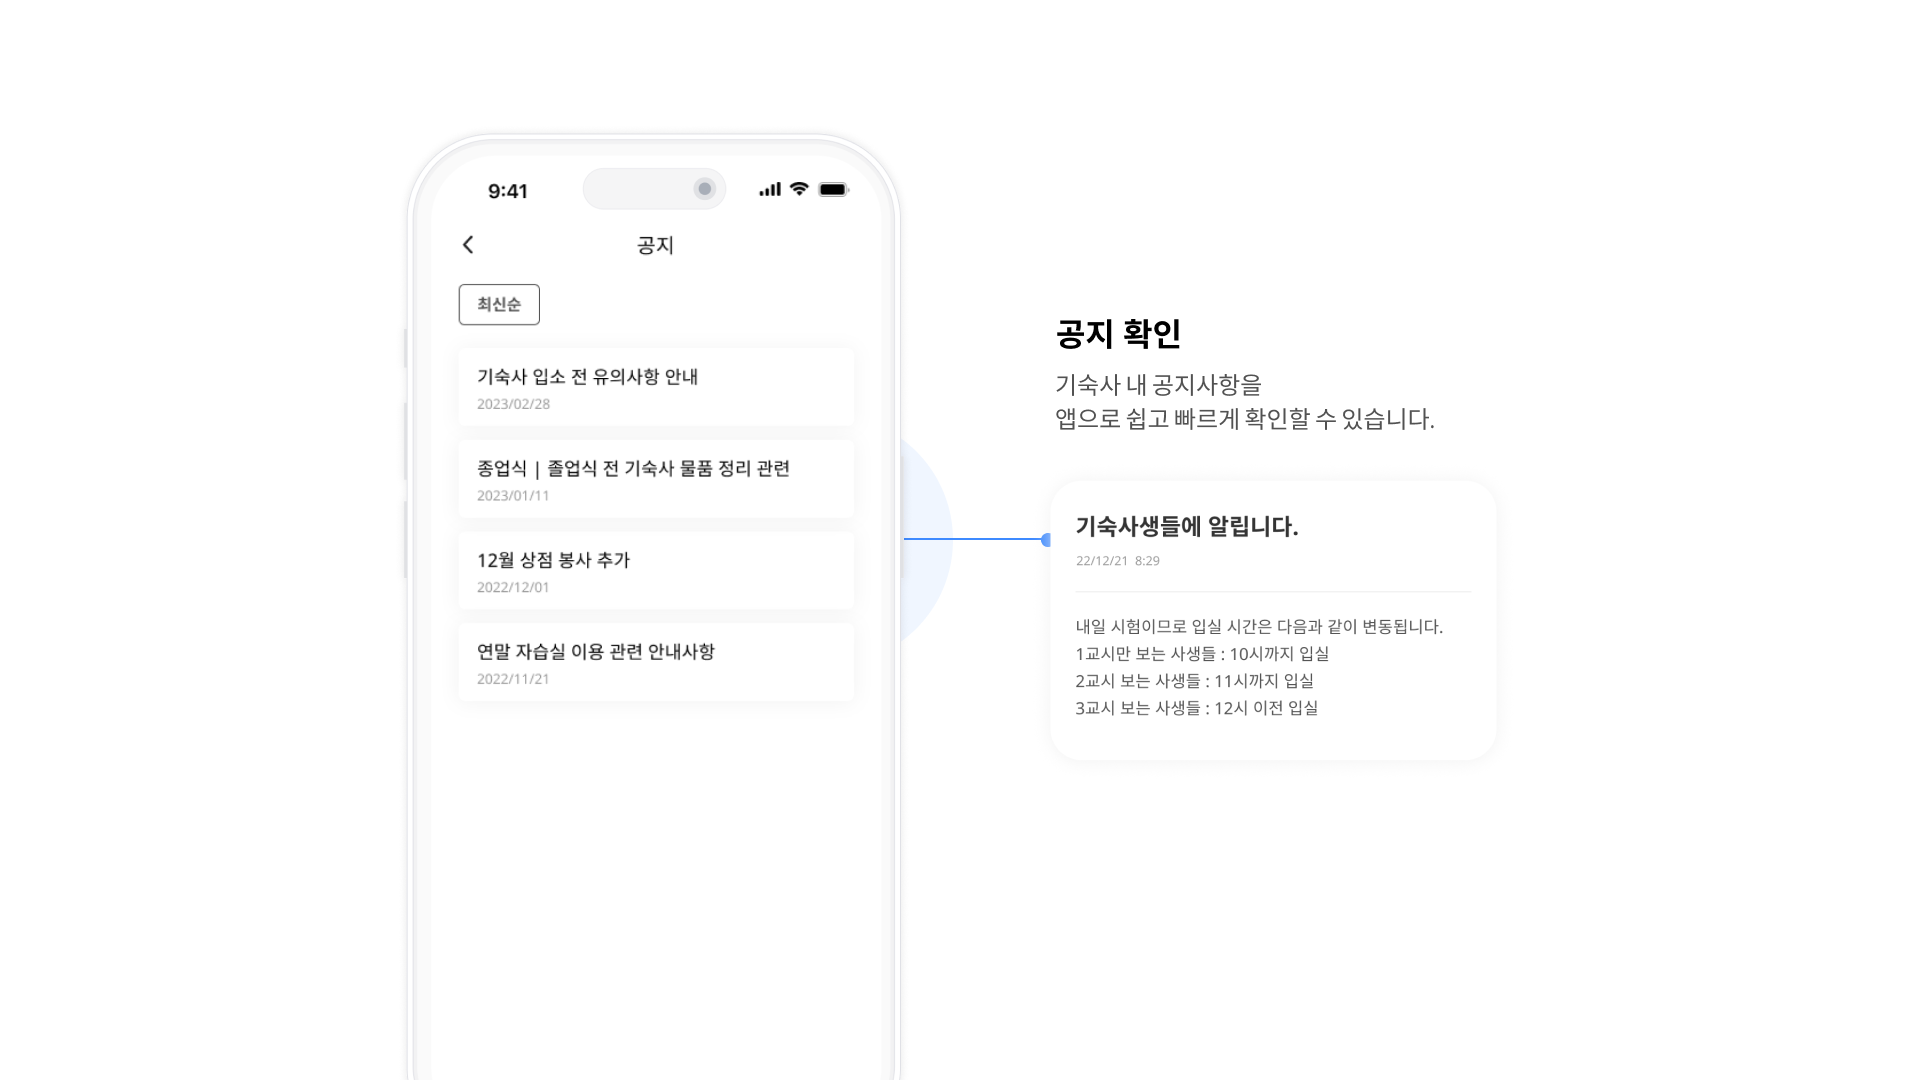 9:41
공지
최신순
기숙사 입소 전 유의사항 안내
2023/02/28
종업식 | 졸업식 전 기숙사 물품 정리 관련
2023/01/11
12월 상점 봉사 추가
2022/12/01
연말 자습실 이용 관련 안내사항
2022/11/21
공지 확인
기숙사 내 공지사항을
앱으로 쉽고 빠르게 확인할 수 있습니다.
기숙사생들에 알립니다.
22/12/21 8:29
내일 시험이므로 입실 시간은 다음과 같이 변동됩니다.
1교시만 보는 사생들 : 10시까지 입실
2교시 보는 사생들 : 11시까지 입실
3교시 보는 사생들 : 12시 이전 입실